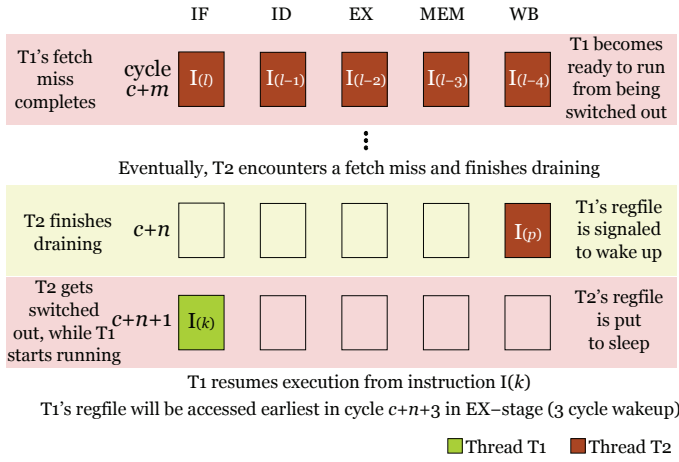 IF ID EX MEM WB
T1's fetch
miss
completes
cycle
c+m
I(l) I(l−1) I(l−2) I(l−3) I(l−4)
T1 becomes
ready to run
from being
switched out
Eventually, T2 encounters a fetch miss and finishes draining
T2 finishes
draining
c+n
I(p)
T1's regfile
is signaled
to wake up
T2 gets
switched
out, while T1
starts running
c+n+1
I(k)
T2's regfile
is put
to sleep
T1 resumes execution from instruction I(k)
T1's regfile will be accessed earliest in cycle c+n+3 in EX−stage (3 cycle wakeup)
Thread T1 Thread T2